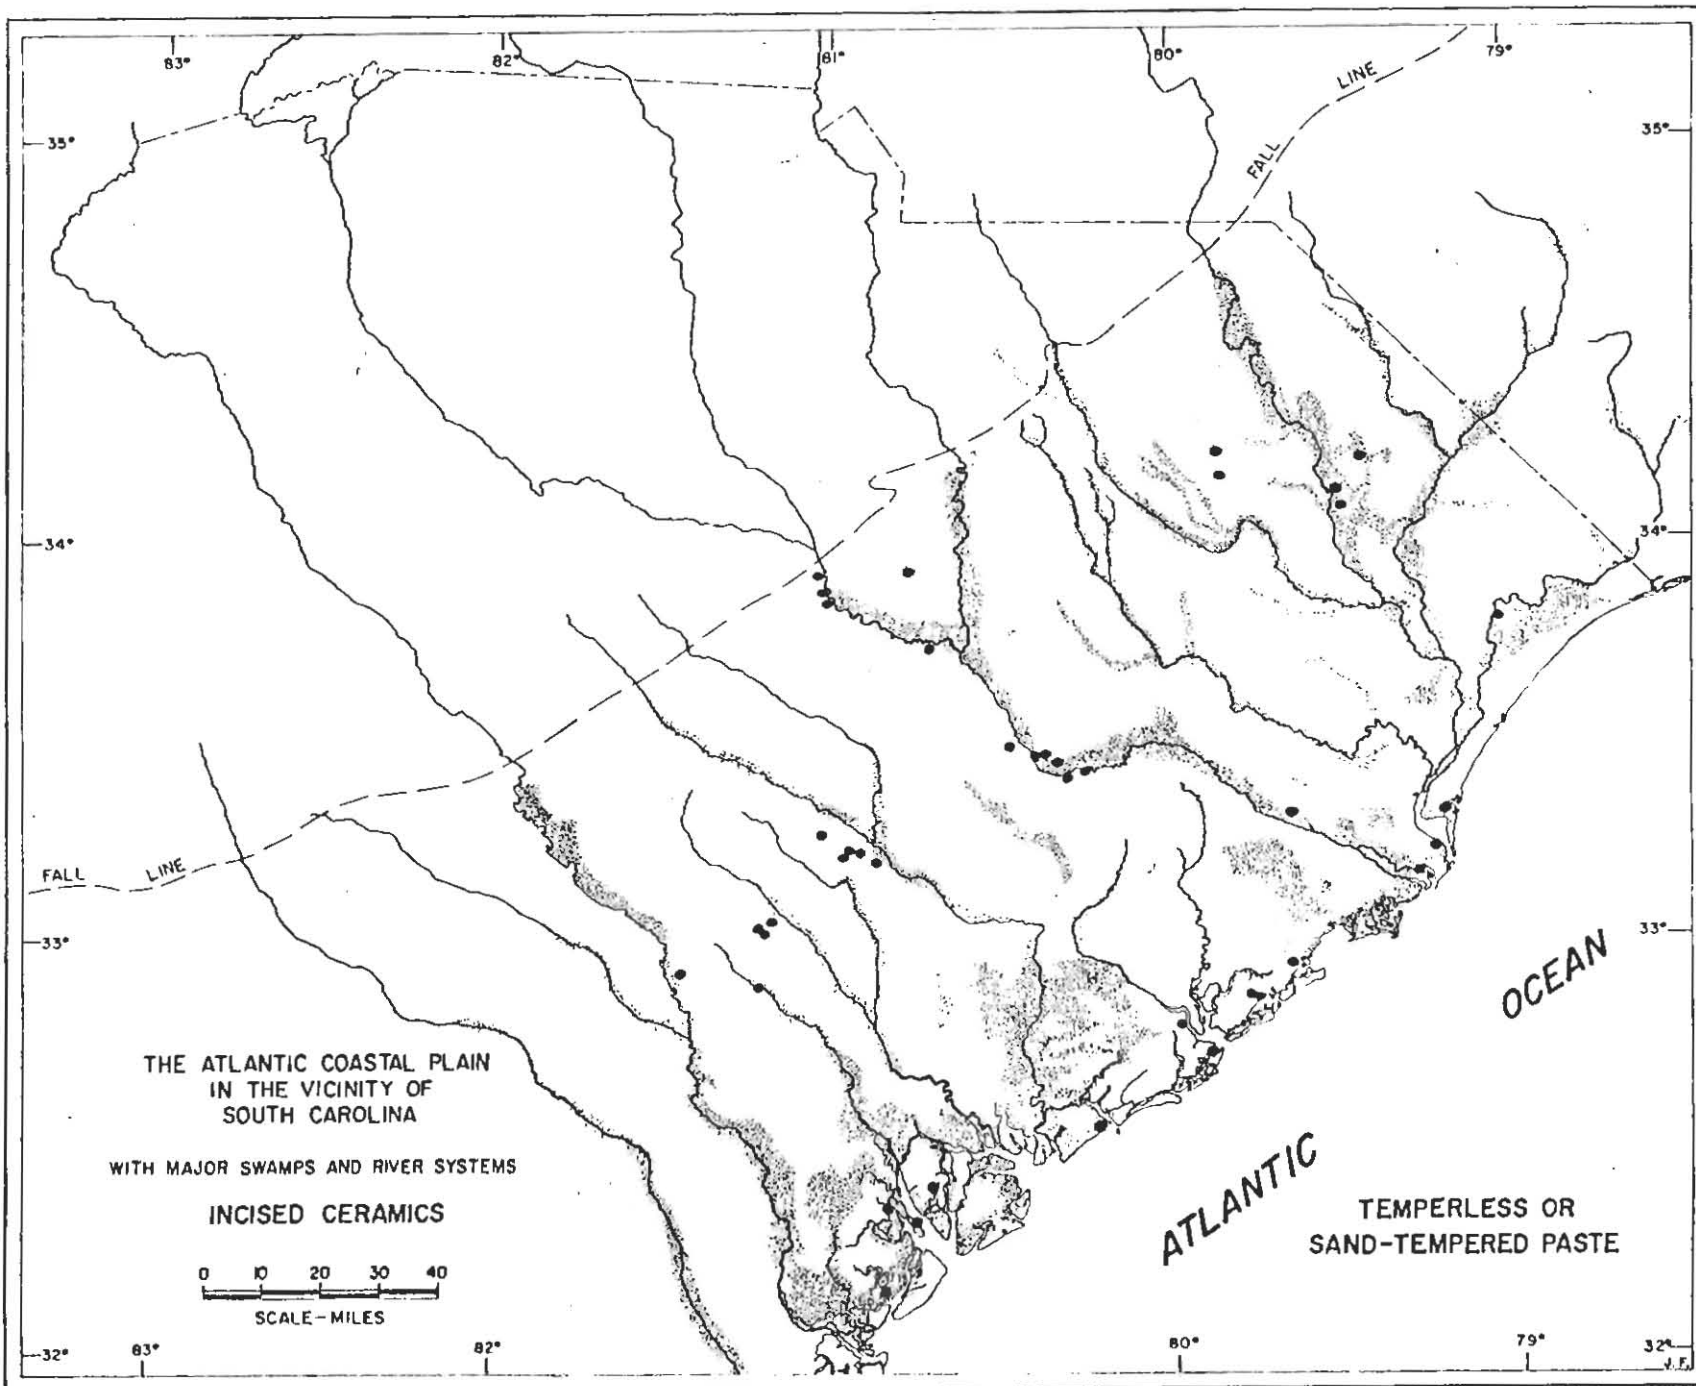 83°
82°
81°
80°
79°
LINE
35°
35°
FALL
34°
34°
FALL
LINE
33°
33°
OCEAN
THE ATLANTIC COASTAL PLAIN
IN THE VICINITY OF
SOUTH CAROLINA
WITH MAJOR SWAMPS AND RIVER SYSTEMS
INCISED CERAMICS
ATLANTIC
TEMPERLESS OR
SAND-TEMPERED PASTE
0 10 20 30 40
SCALE-MILES
32°
83°
82°
80°
79°
32°
J.F.